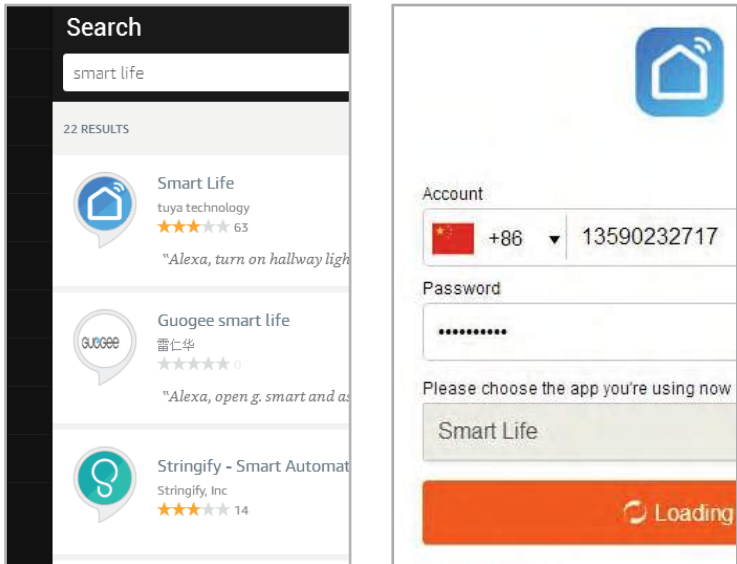 Search
smart life
22 RESULTS
Smart Life
tuya technology
63
"Alexa, turn on hallway ligh
GUOGEE
Guogee smart life
雷仁华
0
"Alexa, open g. smart and as
Stringify - Smart Automat
Stringify, Inc
14
Account
+86 13590232717
Password
••••••••••
Please choose the app you're using now
Smart Life
Loading